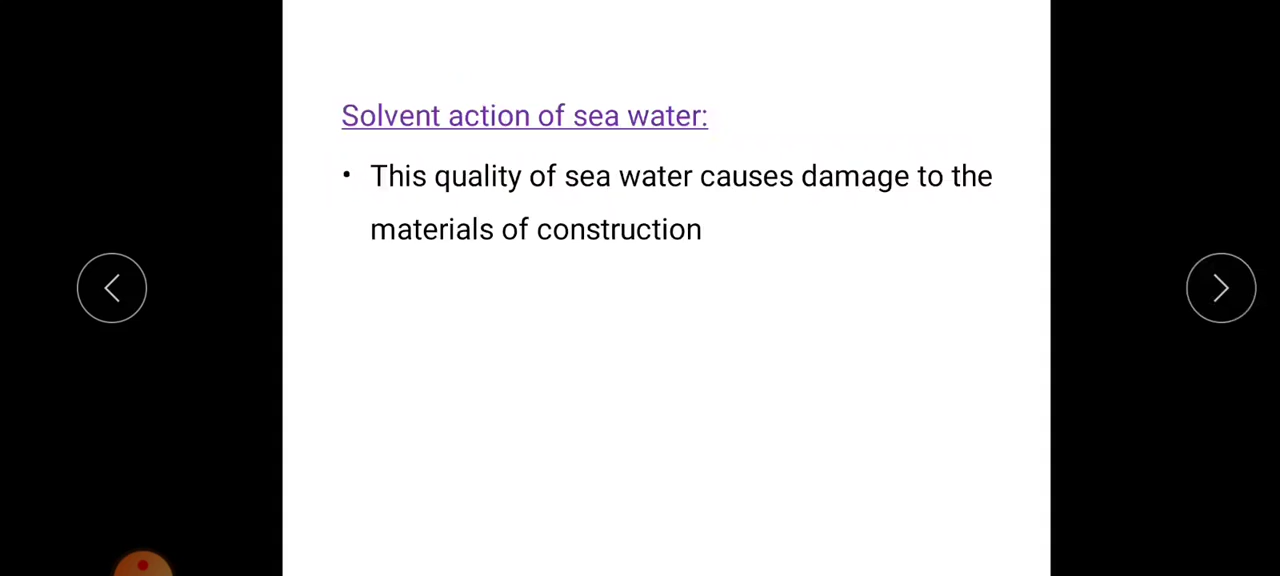 Solvent action of sea water:
• This quality of sea water causes damage to the
materials of construction